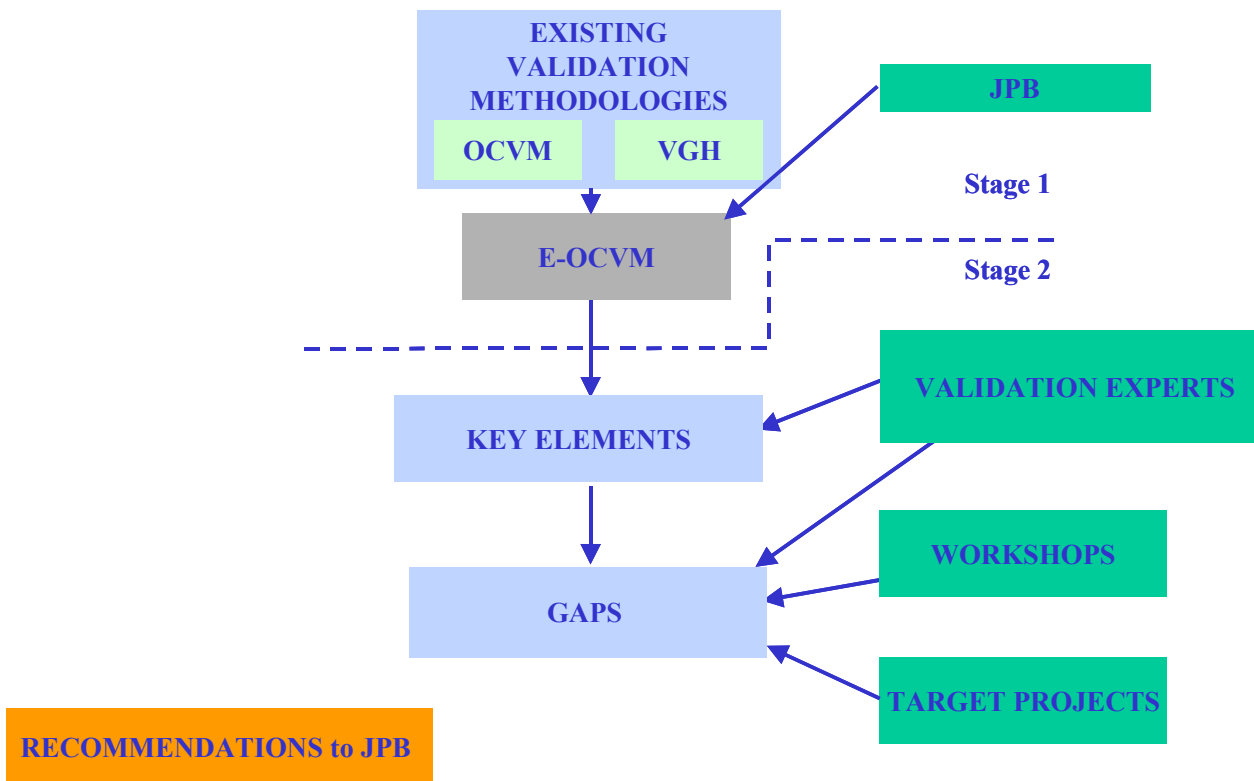 EXISTING
VALIDATION
METHODOLOGIES
OCVM
VGH
JPB
Stage 1
E-OCVM
Stage 2
VALIDATION EXPERTS
KEY ELEMENTS
WORKSHOPS
GAPS
TARGET PROJECTS
RECOMMENDATIONS to JPB